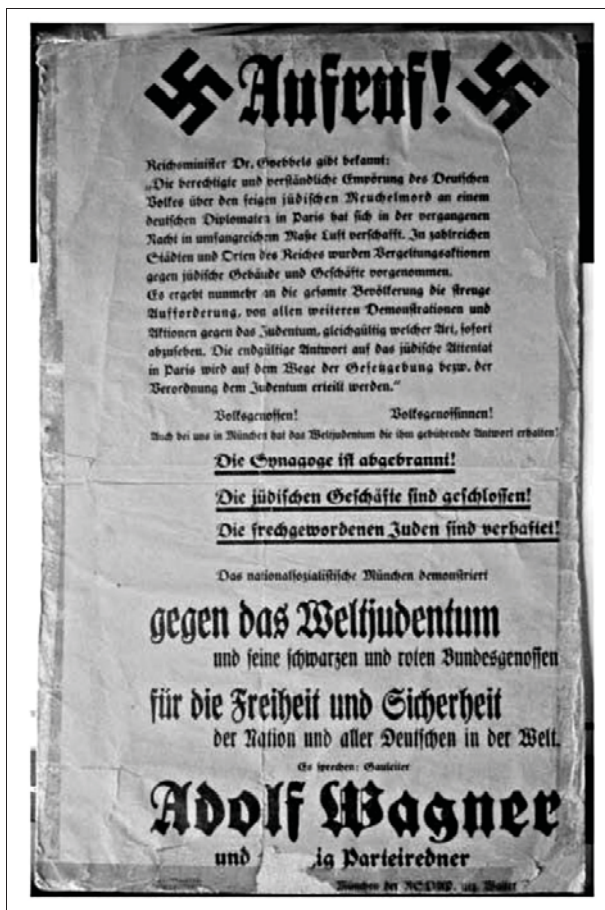 Aufruf!
Reichsminister Dr. Goebbels gibt bekannt:
„Die berechtigte und verständliche Empörung des Deutschen
Volkes über den feigen jüdischen Meuchelmord an einem
deutschen Diplomaten in Paris hat sich in der vergangenen
Nacht in umfangreichem Maße Luft verschafft. In zahlreichen
Städten und Orten des Reiches wurden Vergeltungsaktionen
gegen jüdische Gebäude und Geschäfte vorgenommen.
Es ergeht nunmehr an die gesamte Bevölkerung die strenge
Aufforderung, von allen weiteren Demonstrationen und
Aktionen gegen das Judentum, gleichgültig welcher Art, sofort
abzusehen. Die endgültige Antwort auf das jüdische Attentat
in Paris wird auf dem Wege der Gesetzgebung bezw. der
Verordnung dem Judentum erteilt werden.“
Volksgenossen! Volksgenossinnen!
Auch bei uns in München hat das Weltjudentum die ihm gebührende Antwort erhalten!
Die Synagoge ist abgebrannt!
Die jüdischen Geschäfte sind geschlossen!
Die frechgewordenen Juden sind verhaftet!
Das nationalsozialistische München demonstriert
gegen das Weltjudentum
und seine schwarzen und roten Bundesgenossen
für die Freiheit und Sicherheit
der Nation und aller Deutschen in der Welt.
Es sprechen: Gauleiter
Adolf Wagner
und ig Parteiredner
München der NSDAP.